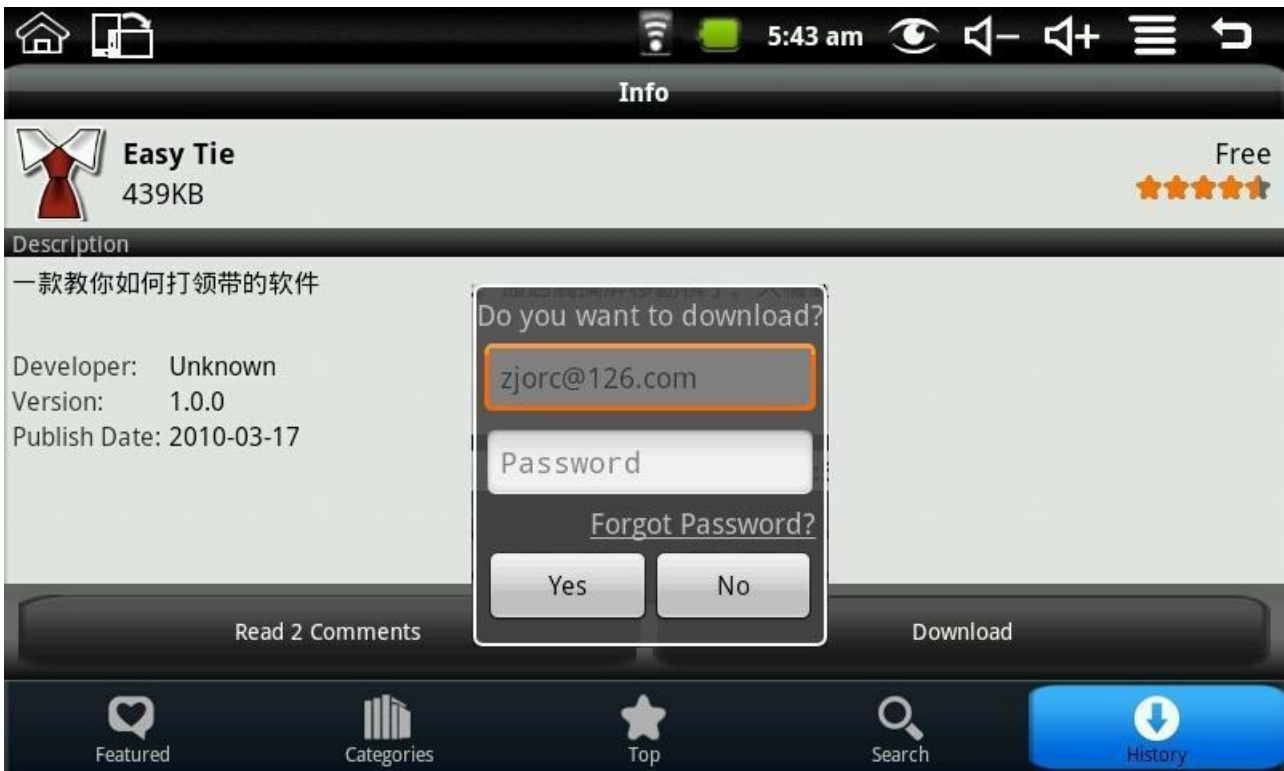 5:43 am
Info
Easy Tie
439KB
Free
Description
一款教你如何打领带的软件
Developer: Unknown
Version: 1.0.0
Publish Date: 2010-03-17
Do you want to download?
zjorc@126.com
Password
Forgot Password?
Yes No
Read 2 Comments
Download
Featured Categories Top Search History